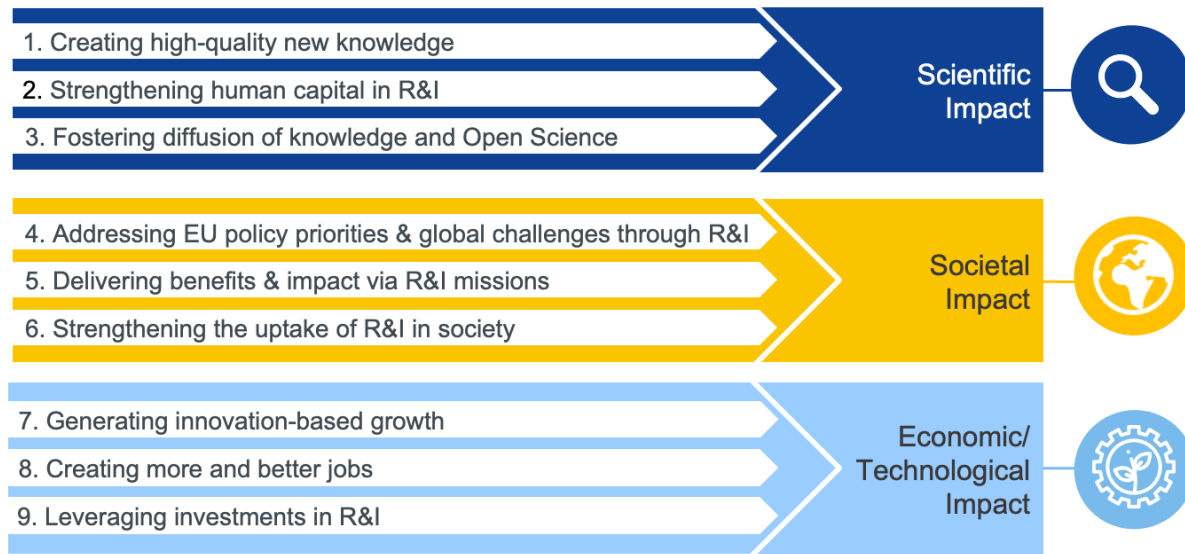 1. Creating high-quality new knowledge
2. Strengthening human capital in R&I
3. Fostering diffusion of knowledge and Open Science
Scientific
Impact
4. Addressing EU policy priorities & global challenges through R&I
5. Delivering benefits & impact via R&I missions
6. Strengthening the uptake of R&I in society
Societal
Impact
7. Generating innovation-based growth
8. Creating more and better jobs
9. Leveraging investments in R&I
Economic/
Technological
Impact